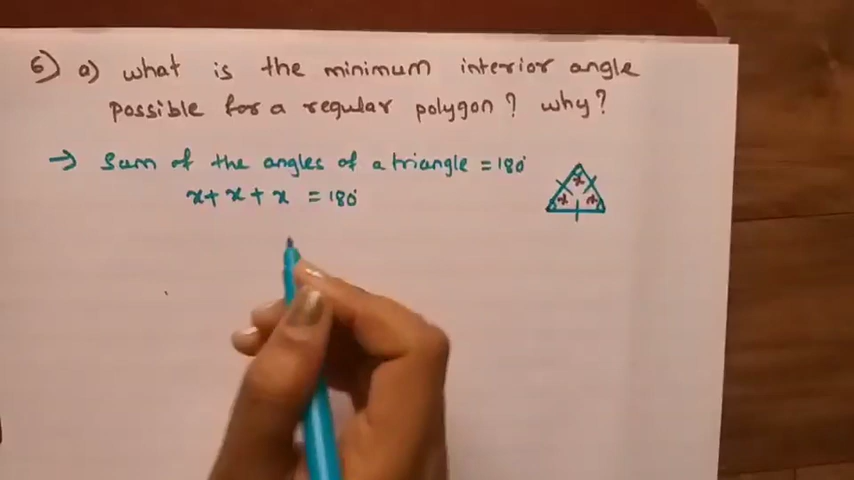 6) a) what is the minimum interior angle
possible for a regular polygon? why?
→ Sum of the angles of a triangle = 180°
x + x + x = 180°
x
x x